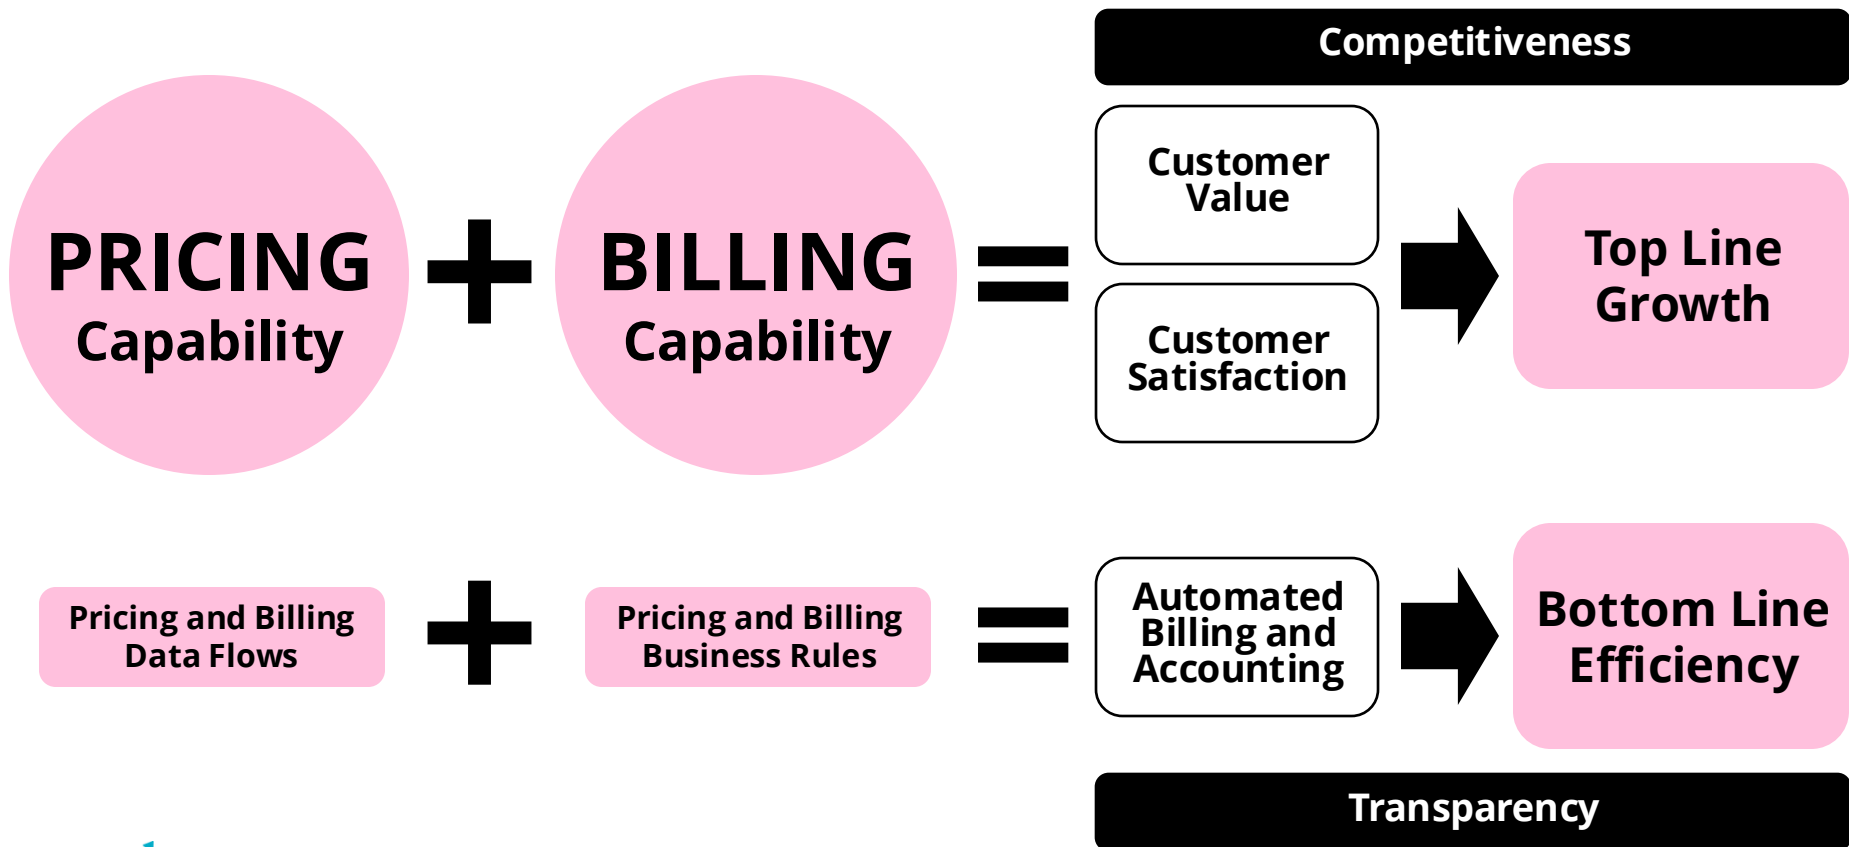 Competitiveness
PRICING
Capability
+
BILLING
Capability
=
Customer
Value
Customer
Satisfaction
Top Line
Growth
Pricing and Billing
Data Flows
+
Pricing and Billing
Business Rules
=
Automated
Billing and
Accounting
Bottom Line
Efficiency
Transparency